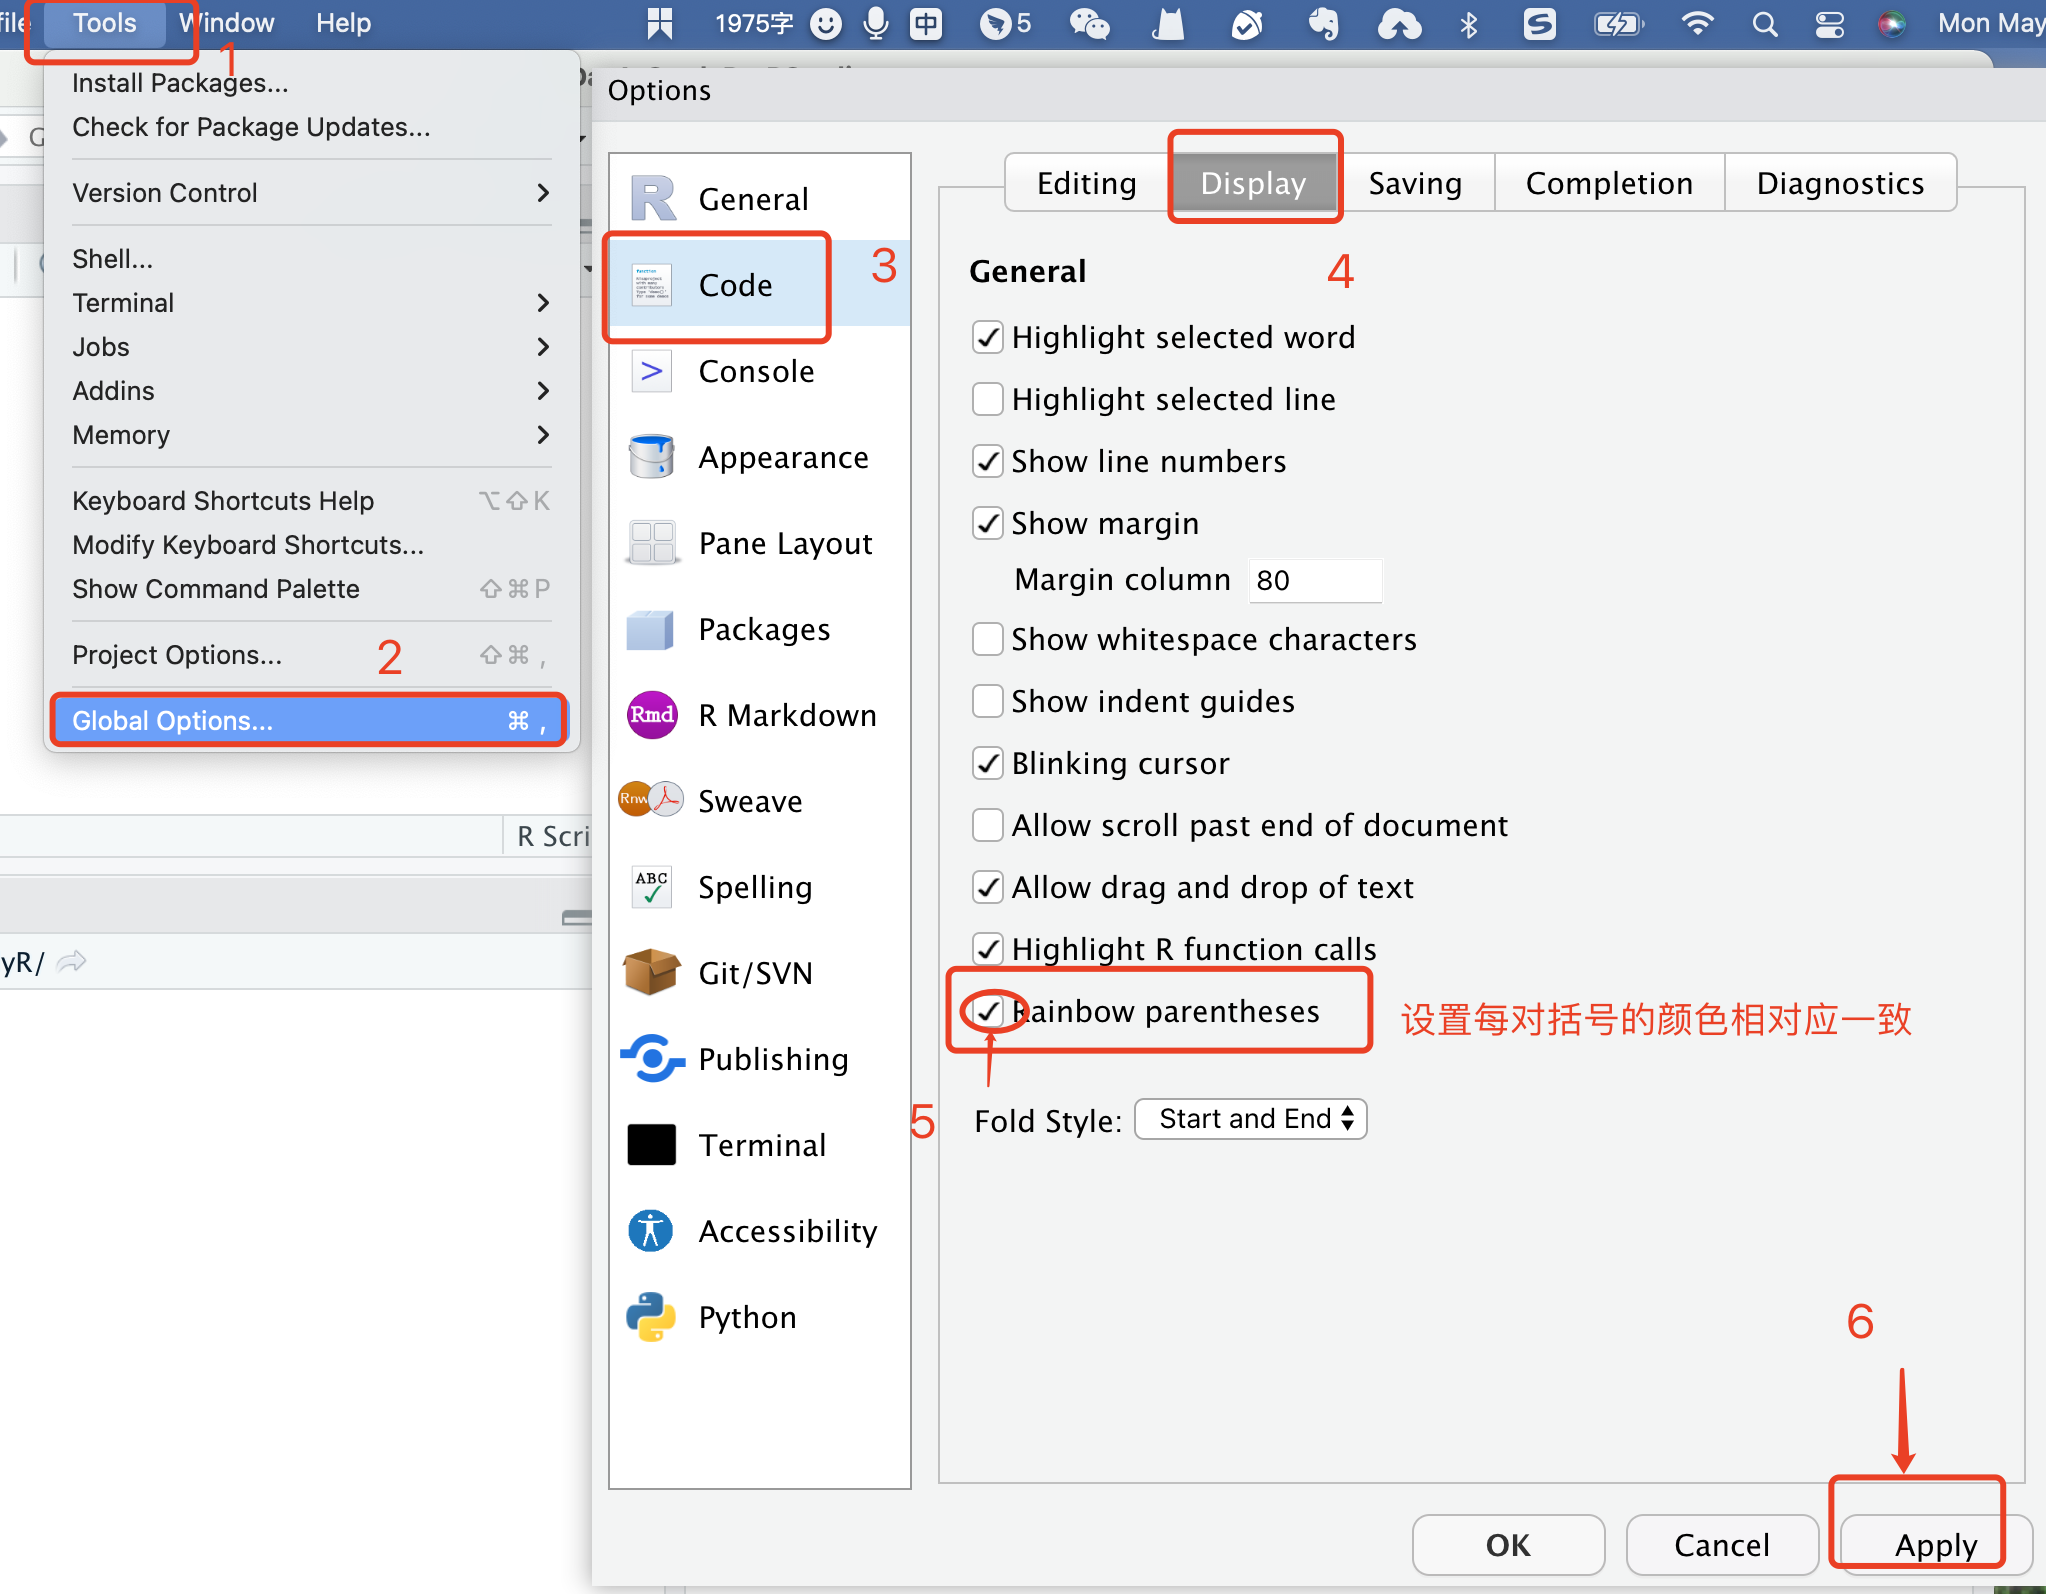 Tools
Window
Help
1975字
中
5
Mon May
1
Install Packages...
Check for Package Updates...
Version Control
Shell...
Terminal
Jobs
Addins
Memory
Keyboard Shortcuts Help ⌥⇧K
Modify Keyboard Shortcuts...
Show Command Palette ⇧⌘P
Project Options... ⇧⌘,
2
Global Options... ⌘,
R Scri
yR/
Options
General
Code
3
Console
Appearance
Pane Layout
Packages
Rmd R Markdown
Rnw Sweave
ABC Spelling
Git/SVN
Publishing
Terminal
Accessibility
Python
Editing
Display
Saving
Completion
Diagnostics
4
General
Highlight selected word
Highlight selected line
Show line numbers
Show margin
Margin column 80
Show whitespace characters
Show indent guides
Blinking cursor
Allow scroll past end of document
Allow drag and drop of text
Highlight R function calls
Rainbow parentheses
设置每对括号的颜色相对应一致
5
Fold Style: Start and End
6
OK
Cancel
Apply